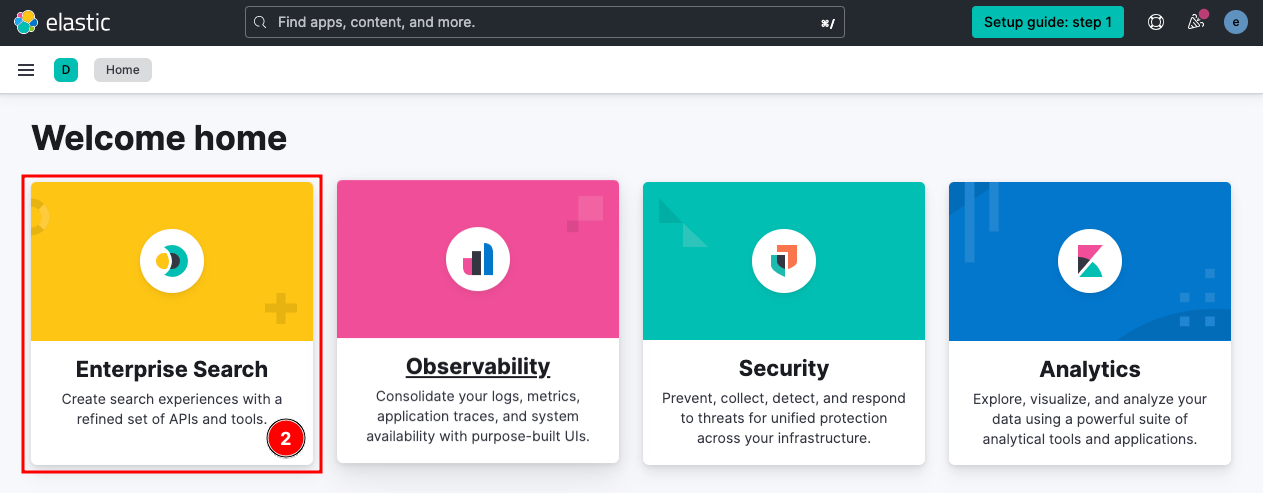 elastic
Find apps, content, and more.
⌘/
Setup guide: step 1
e
D
Home
Welcome home
Enterprise Search
Create search experiences with a
refined set of APIs and tools.
2
Observability
Consolidate your logs, metrics,
application traces, and system
availability with purpose-built UIs.
Security
Prevent, collect, detect, and respond
to threats for unified protection
across your infrastructure.
Analytics
Explore, visualize, and analyze your
data using a powerful suite of
analytical tools and applications.